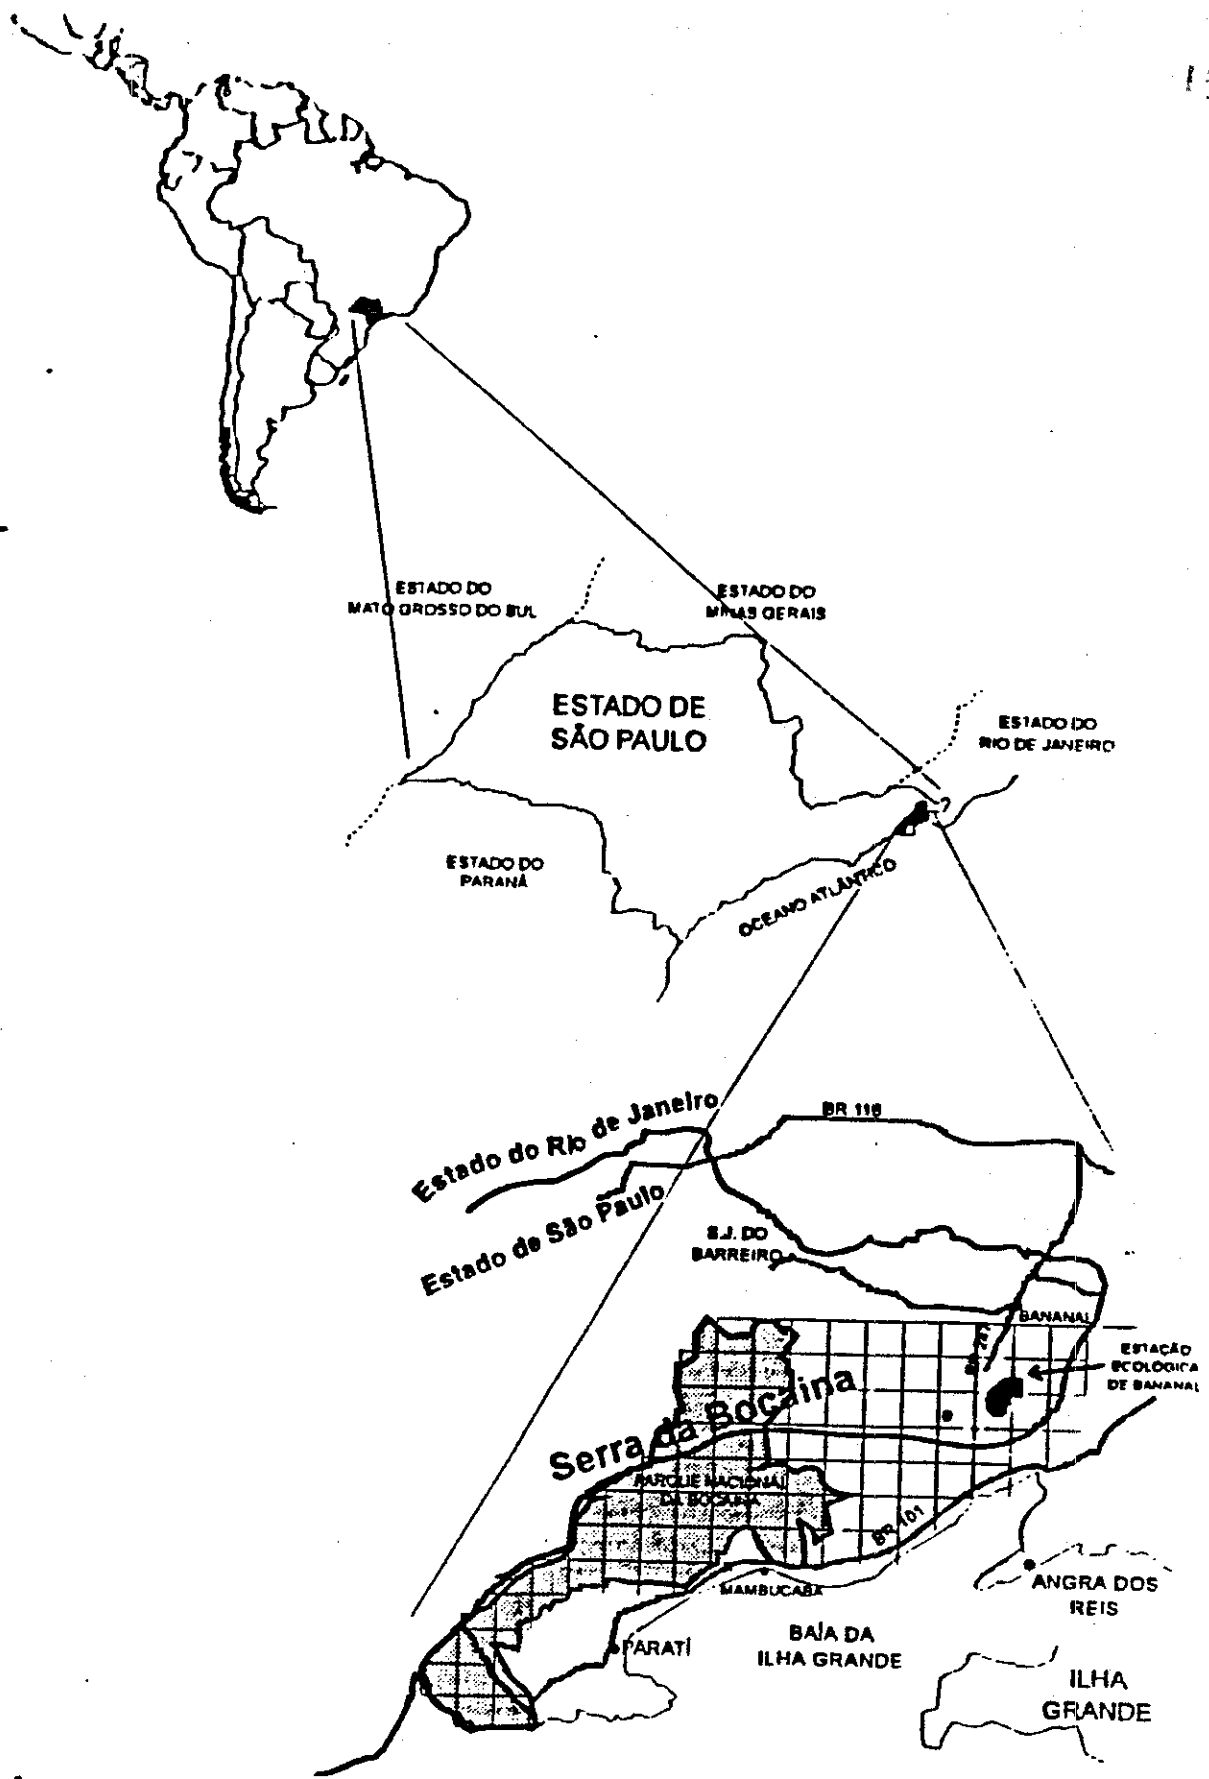 ESTADO DO
MATO GROSSO DO SUL
ESTADO DO
MINAS GERAIS
ESTADO DE
SÃO PAULO
ESTADO DO
RIO DE JANEIRO
ESTADO DO
PARANÁ
OCEANO ATLÂNTICO
Estado do Rio de Janeiro
BR 116
Estado de São Paulo
S.J. DO
BARREIRO
BANANAL
ESTAÇÃO
ECOLÓGICA
DE BANANAL
Serra da Bocaina
PARQUE NACIONAL
DA BOCAINA
BR 101
MAMBUCABA
ANGRA DOS
REIS
PARATÍ
BAÍA DA
ILHA GRANDE
ILHA
GRANDE